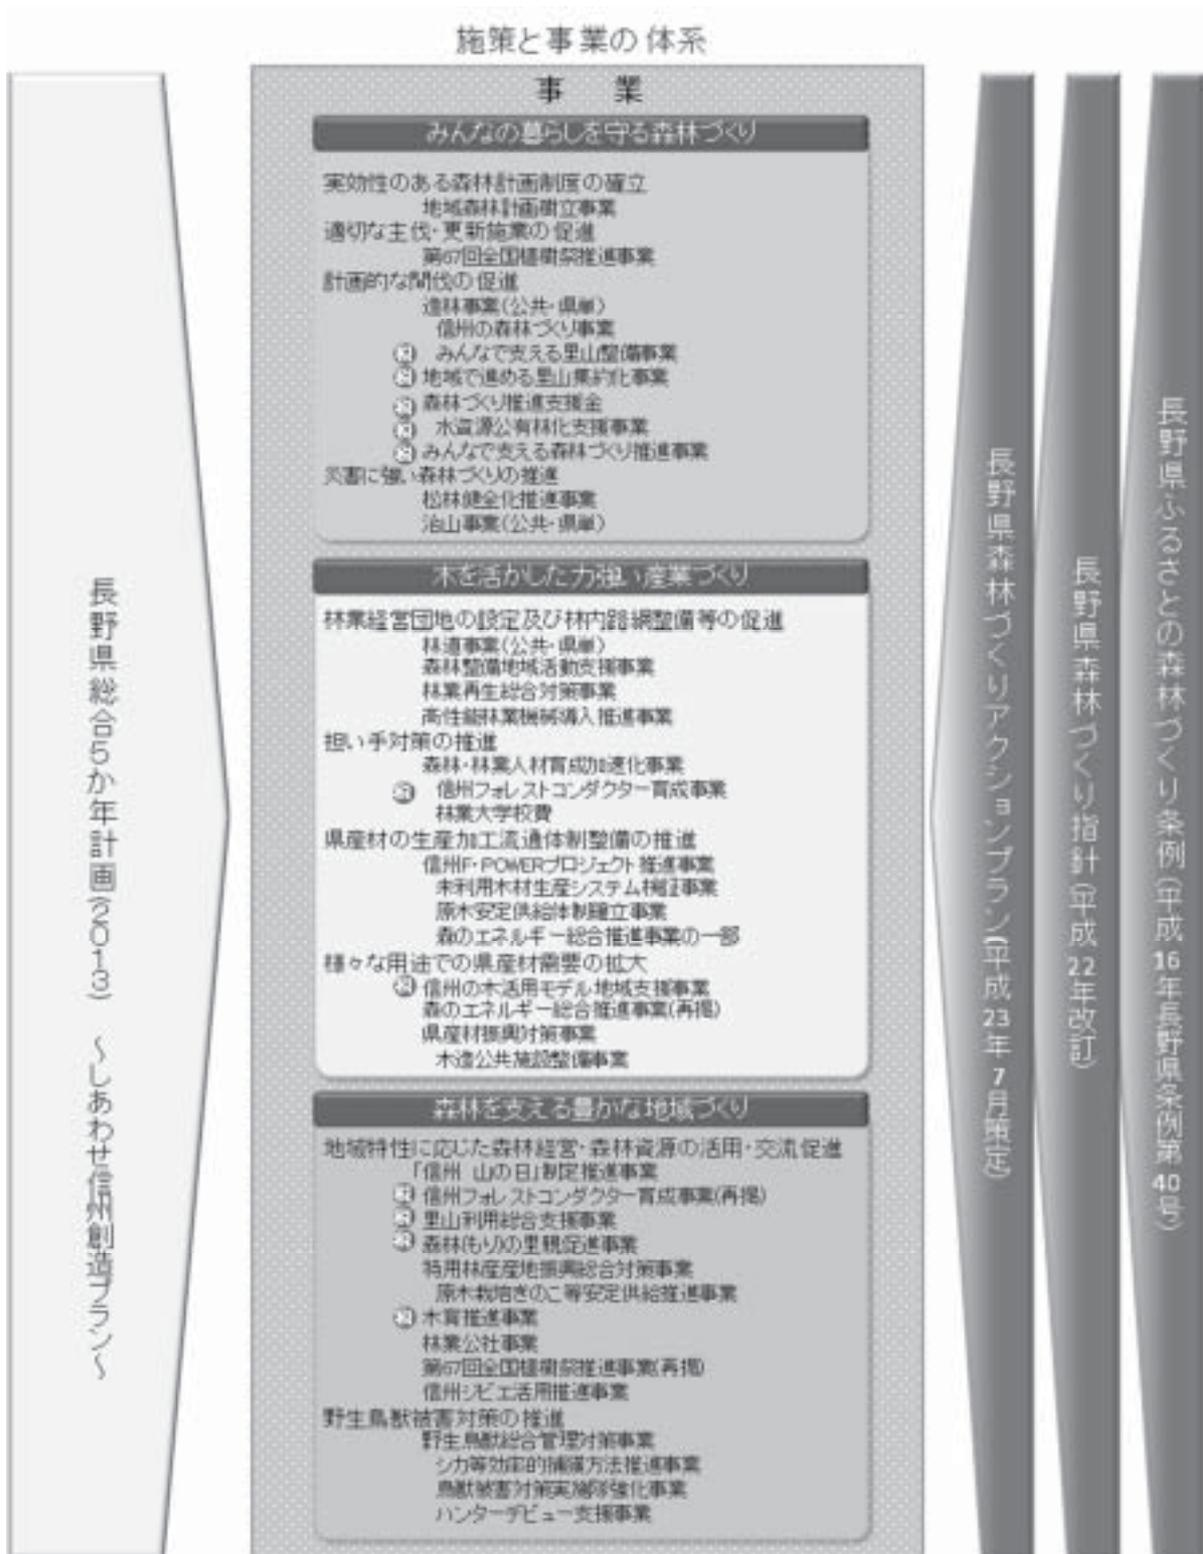 施策と事業の体系
長野県総合5か年計画(2013) ～しあわせ信州創造プラン～
事 業
みんなの暮らしを守る森林づくり
実効性のある森林計画制度の確立
地域森林計画樹立事業
適切な主伐・更新施業の促進
第67回全国植樹祭推進事業
計画的な間伐の促進
造林事業(公共・県単)
信州の森林づくり事業
みんなで支える里山整備事業
地域で進める里山集約化事業
森林づくり推進支援金
水資源公有林化支援事業
みんなで支える森林づくり推進事業
災害に強い森林づくりの推進
松林健全化推進事業
治山事業(公共・県単)
木を活かした力強い産業づくり
林業経営団地の設定及び林内路網整備等の促進
林道事業(公共・県単)
森林整備地域活動支援事業
林業再生総合対策事業
高性能林業機械導入推進事業
担い手対策の推進
森林・林業人材育成加速化事業
信州フォレストコンダクター育成事業
林業大学校費
県産材の生産加工流通体制整備の推進
信州F・POWERプロジェクト推進事業
未利用木材生産システム検証事業
原木安定供給体制確立事業
森のエネルギー総合推進事業の一部
様々な用途での県産材需要の拡大
信州の木活用モデル地域支援事業
森のエネルギー総合推進事業(再掲)
県産材振興対策事業
木造公共施設整備事業
森林を支える豊かな地域づくり
地域特性に応じた森林経営・森林資源の活用・交流促進
「信州 山の日」制定推進事業
信州フォレストコンダクター育成事業(再掲)
里山利用総合支援事業
森林(もり)の里親促進事業
特用林産産地振興総合対策事業
原木栽培きのこ等安定供給推進事業
木育推進事業
林業公社事業
第67回全国植樹祭推進事業(再掲)
信州ジビエ活用推進事業
野生鳥獣被害対策の推進
野生鳥獣総合管理対策事業
シカ等効率的捕獲方法推進事業
鳥獣被害対策実施隊強化事業
ハンターデビュー支援事業
長野県森林づくりアクションプラン(平成23年7月策定)
長野県森林づくり指針(平成22年改訂)
長野県ふるさとの森林づくり条例(平成16年長野県条例第40号)